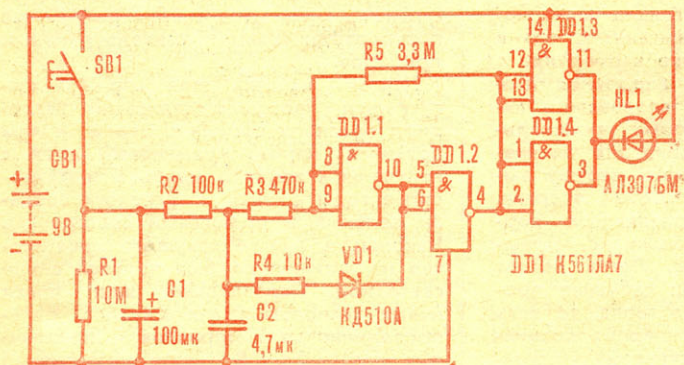 14 DD1.3
&
12
13
11
R5 3,3М
SB1
HL1
DD1.1
&
8
9
10
DD1.2
&
5
6
4
7
DD1.4
&
1
2
3
GB1
+
9В
-
R2 100к
R3 470к
АЛ307БМ
R1
10М
C1
+
100мк
R4 10к
VD1
КД510А
C2
4,7мк
DD1 К561ЛА7